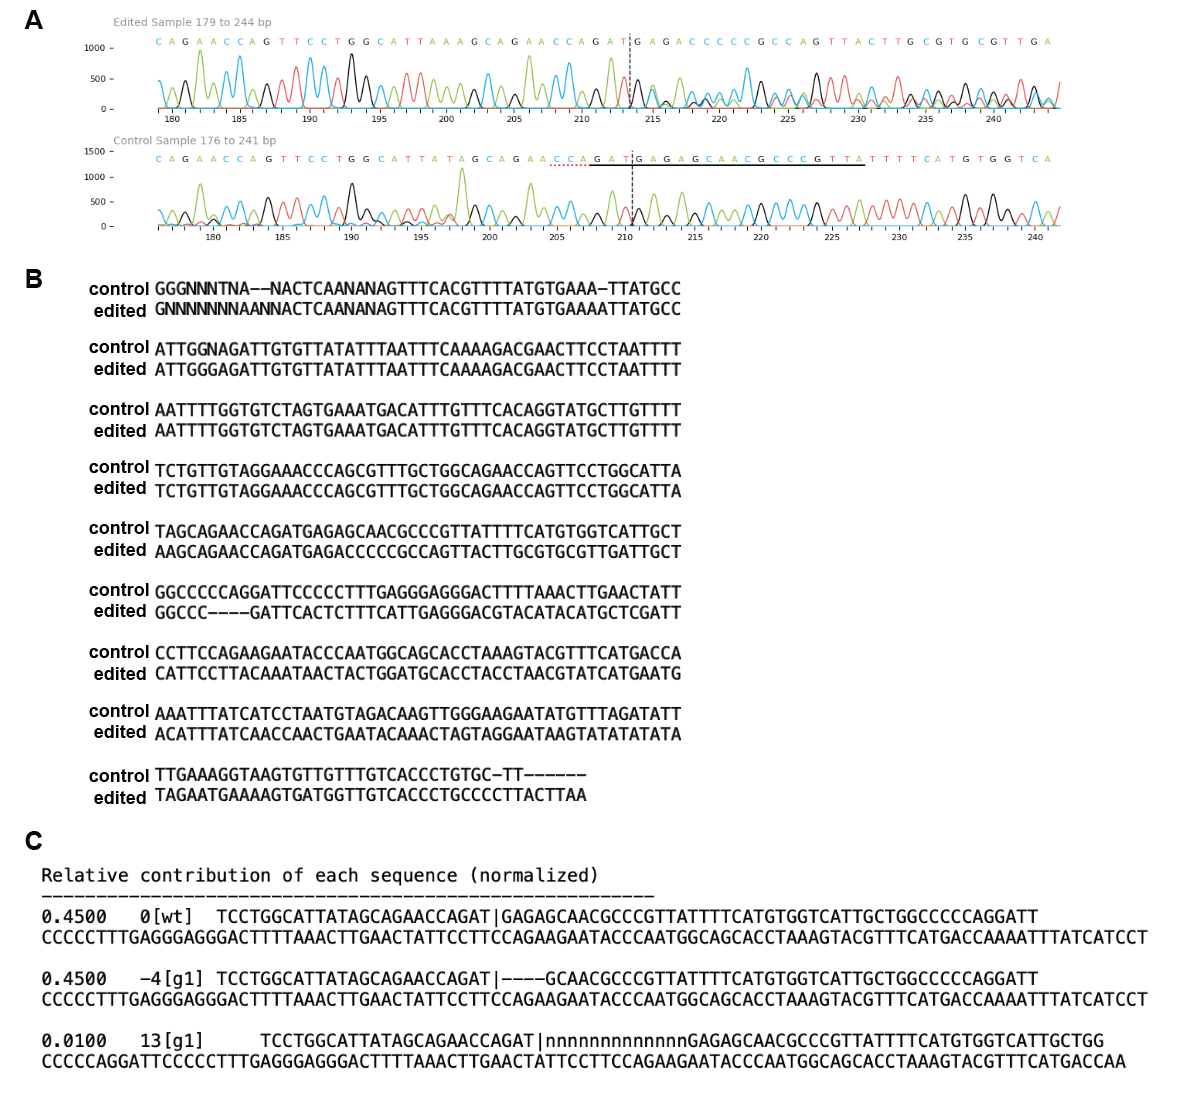 A
Edited Sample 179 to 244 bp
C A G A A C C A G T T C C T G G C A T T A A A G C A G A A C C A G A T G A G A C C C C C G C C A G T T A C T T G C G T G C G T T G A
1000
500
0
180 185 190 195 200 205 210 215 220 225 230 235 240
Control Sample 176 to 241 bp
C A G A A C C A G T T C C T G G C A T T A T A G C A G A A C C A G A T G A G A G C A A C G C C C G T T A T T T T C A T G T G G T C A
1500
1000
500
0
180 185 190 195 200 205 210 215 220 225 230 235 240
B
control GGGNNNTNA--NACTCAANANAGTTTCACGTTTTATGTGAAA-TTATGCC
edited GNNNNNNNAANNACTCAANANAGTTTCACGTTTTATGTGAAAATTATGCC
control ATTGGNAGATTGTGTTATATTTAATTTCAAAAGACGAACTTCCTAATTTT
edited ATTGGGAGATTGTGTTATATTTAATTTCAAAAGACGAACTTCCTAATTTT
control AATTTTGGTGTCTAGTGAAATGACATTTGTTTCACAGGTATGCTTGTTTT
edited AATTTTGGTGTCTAGTGAAATGACATTTGTTTCACAGGTATGCTTGTTTT
control TCTGTTGTAGGAAACCCAGCGTTTGCTGGCAGAACCAGTTCCTGGCATTA
edited TCTGTTGTAGGAAACCCAGCGTTTGCTGGCAGAACCAGTTCCTGGCATTA
control TAGCAGAACCAGATGAGAGCAACGCCCGTTATTTTCATGTGGTCATTGCT
edited AAGCAGAACCAGATGAGACCCCCGCCAGTTACTTGCGTGCGTTGATTGCT
control GGCCCCCAGGATTCCCCCTTTGAGGGAGGGACTTTTAAACTTGAACTATT
edited GGCCC----GATTCACTCTTTCATTGAGGGACGTACATACATGCTCGATT
control CCTTCCAGAAGAATACCCAATGGCAGCACCTAAAGTACGTTTCATGACCA
edited CATTCCTTACAAATAACTACTGGATGCACCTACCTAACGTATCATGAATG
control AAATTTATCATCCTAATGTAGACAAGTTGGGAAGAATATGTTTAGATATT
edited ACATTTATCAACCAACTGAATACAAACTAGTAGGAATAAGTATATATATA
control TTGAAAGGTAAGTGTTGTTTGTCACCCTGTGC-TT------
edited TAGAATGAAAAGTGATGGTTGTCACCCTGCCCCTTACTTAA
C
Relative contribution of each sequence (normalized)
--------------------------------------------------------
0.4500 0[wt] TCCTGGCATTATAGCAGAACCAGAT|GAGAGCAACGCCCGTTATTTTCATGTGGTCATTGCTGGCCCCCAGGATT
CCCCCTTTGAGGGAGGGACTTTTAAACTTGAACTATTCCTTCCAGAAGAATACCCAATGGCAGCACCTAAAGTACGTTTCATGACCAAAATTTATCATCCT
0.4500 -4[g1] TCCTGGCATTATAGCAGAACCAGAT|----GCAACGCCCGTTATTTTCATGTGGTCATTGCTGGCCCCCAGGATT
CCCCCTTTGAGGGAGGGACTTTTAAACTTGAACTATTCCTTCCAGAAGAATACCCAATGGCAGCACCTAAAGTACGTTTCATGACCAAAATTTATCATCCT
0.0100 13[g1] TCCTGGCATTATAGCAGAACCAGAT|nnnnnnnnnnnnnGAGAGCAACGCCCGTTATTTTCATGTGGTCATTGCTGG
CCCCCAGGATTCCCCCTTTGAGGGAGGGACTTTTAAACTTGAACTATTCCTTCCAGAAGAATACCCAATGGCAGCACCTAAAGTACGTTTCATGACCAA